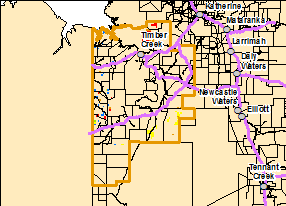 Katherine
Mataranka
Timber
Creek
Larrimah
Daly
Waters
Newcastle
Waters
Elliott
Tennant
Creek